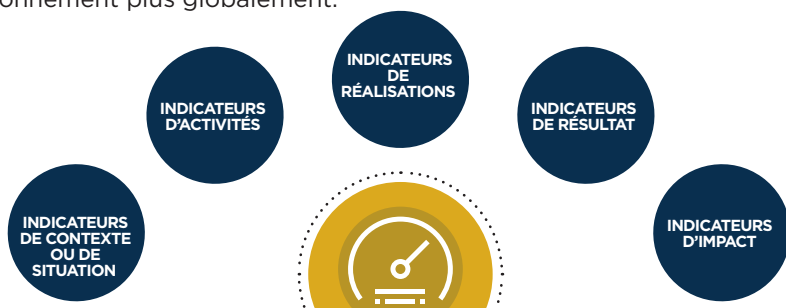 onnement plus globalement.
INDICATEURS
DE
RÉALISATIONS
INDICATEURS
D'ACTIVITÉS
INDICATEURS
DE RÉSULTAT
INDICATEURS
DE CONTEXTE
OU DE
SITUATION
INDICATEURS
D'IMPACT